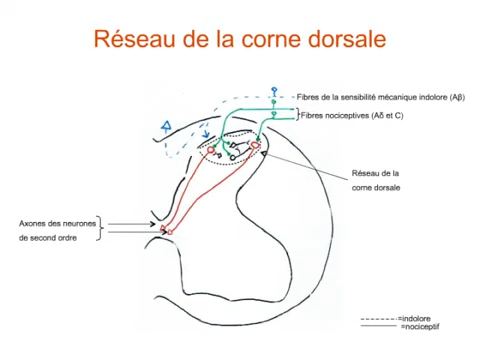 Réseau de la corne dorsale
Fibres de la sensibilité mécanique indolore (Aβ)
Fibres nociceptives (Aδ et C)
Réseau de la
corne dorsale
Axones des neurones
de second ordre
=indolore
=nociceptif